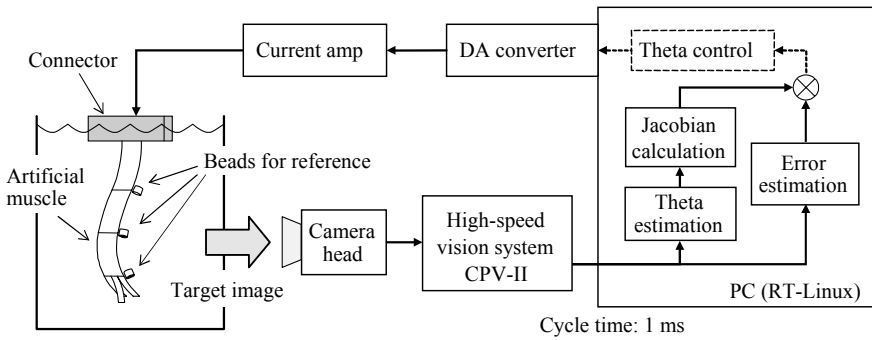 Connector
Current amp
DA converter
Theta control
Beads for reference
Artificial
muscle
Jacobian
calculation
Error
estimation
Theta
estimation
Camera
head
High-speed
vision system
CPV-II
Target image
PC (RT-Linux)
Cycle time: 1 ms